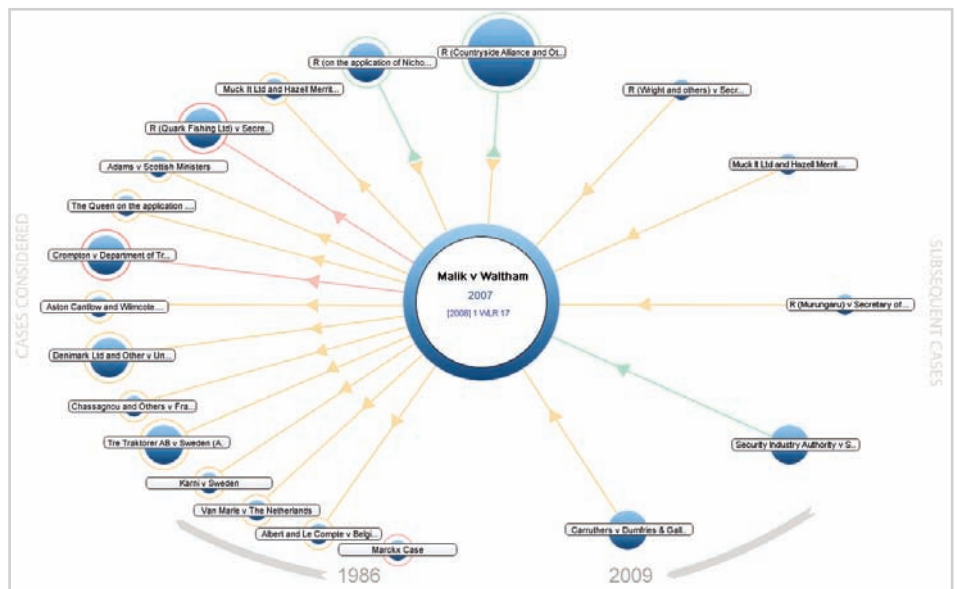 R (Countryside Alliance and Ot..
R (on the application of Nicho...
Muck It Ltd and Hazell Merrit...
R (Wright and others) v Secr...
R (Quark Fishing Ltd) v Secre..
Adams v Scottish Ministers
Muck It Ltd and Hazell Merrit...
The Queen on the application ....
Crompton v Department of Tr...
CASES CONSIDERED
SUBSEQUENT CASES
Malik v Waltham
2007
[2008] 1 WLR 17
Aston Cantlow and Wilmcote....
R (Murungaru) v Secretary of...
Denimark Ltd and Other v Un...
Chassagnou and Others v Fra...
Tre Traktörer AB v Sweden (A..
Security Industry Authority v S..
Karni v Sweden
Van Marle v The Netherlands
Albert and Le Compte v Belgi...
Carruthers v Dumfries & Gall...
Marckx Case
1986
2009